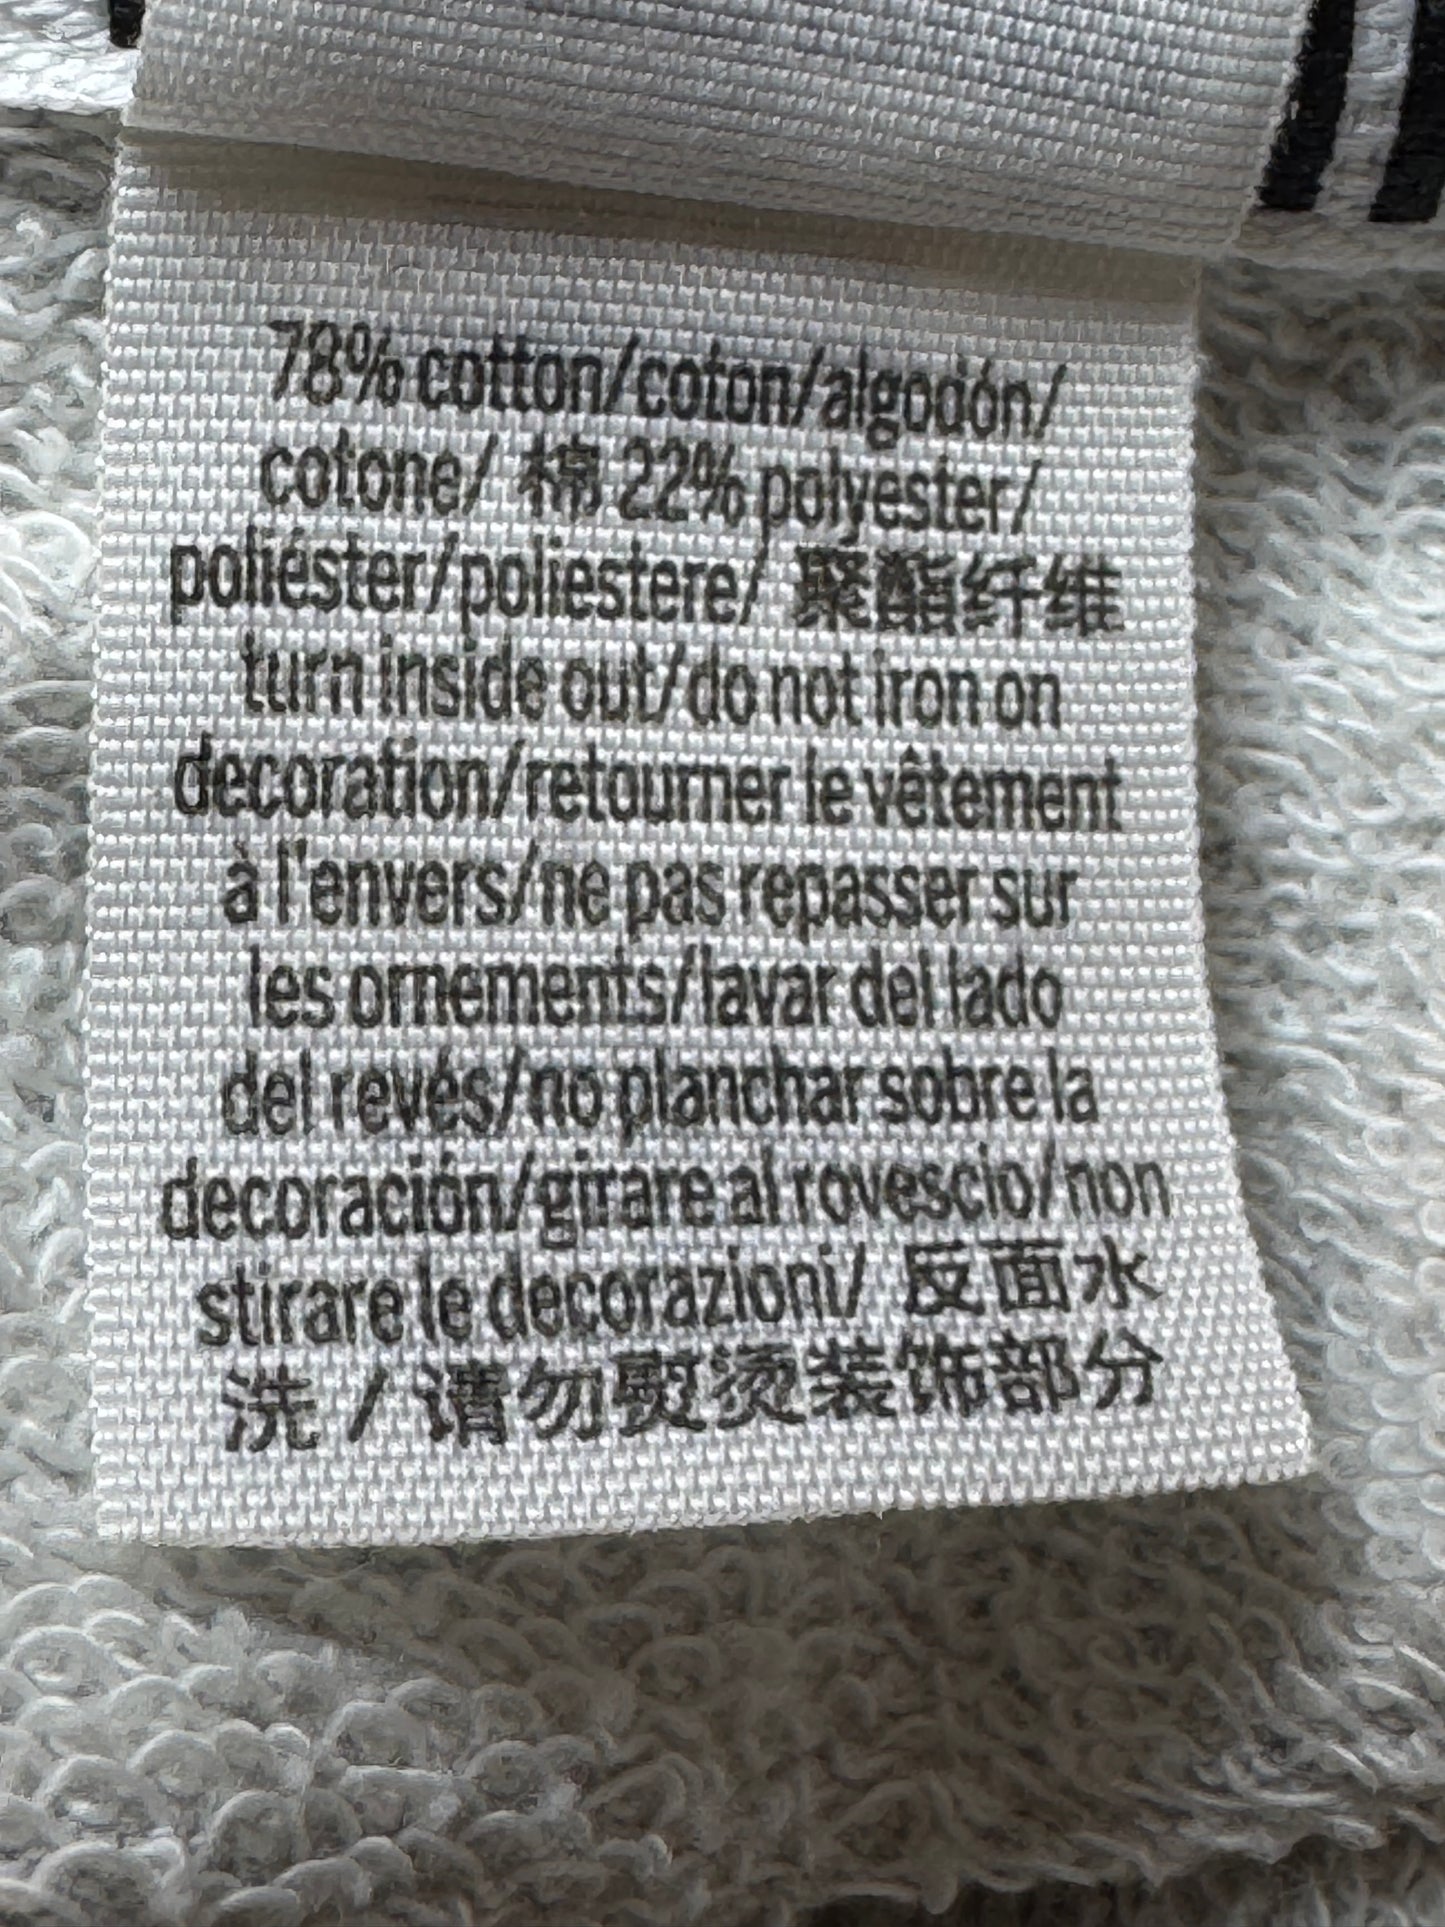 78% cotton/coton/algodón/
cotone/ 棉 22% polyester/
poliéster/poliestere/ 聚酯纤维
turn inside out/do not iron on
decoration/retourner le vêtement
à l'envers/ne pas repasser sur
les ornements/lavar del lado
del revés/no planchar sobre la
decoración/girare al rovescio/non
stirare le decorazioni/ 反面水
洗 / 请勿熨烫装饰部分